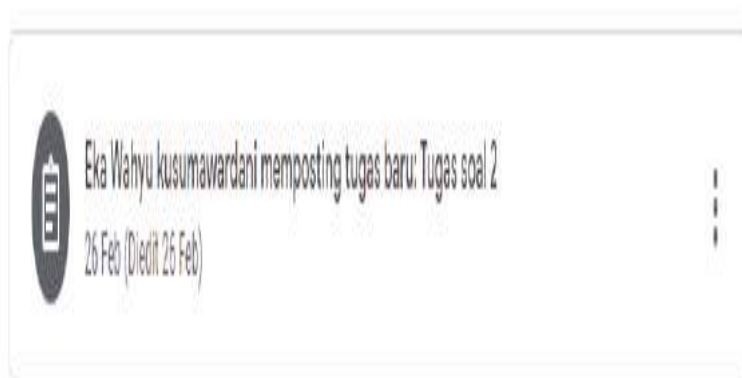 Eka Wahyu kusumawardani memposting tugas baru: Tugas soal 2
26 Feb (Diedit 26 Feb)